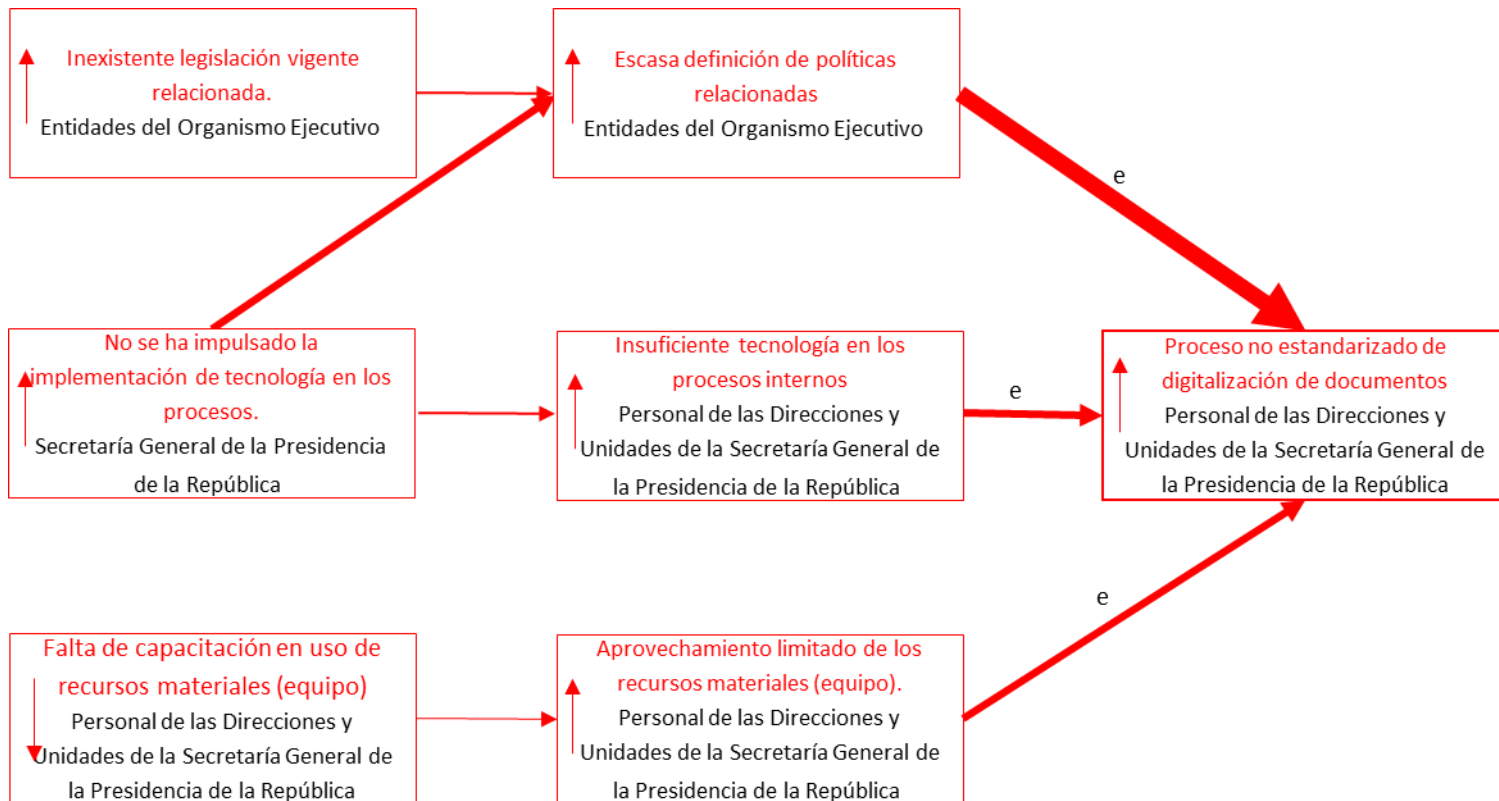 Inexistente legislación vigente
relacionada.
Entidades del Organismo Ejecutivo
Escasa definición de políticas
relacionadas
Entidades del Organismo Ejecutivo
e
No se ha impulsado la
implementación de tecnología en los
procesos.
Secretaría General de la Presidencia
de la República
Insuficiente tecnología en los
procesos internos
Personal de las Direcciones y
Unidades de la Secretaría General de
la Presidencia de la República
e
Proceso no estandarizado de
digitalización de documentos
Personal de las Direcciones y
Unidades de la Secretaría General de
la Presidencia de la República
Falta de capacitación en uso de
recursos materiales (equipo)
Personal de las Direcciones y
Unidades de la Secretaría General de
la Presidencia de la República
Aprovechamiento limitado de los
recursos materiales (equipo).
Personal de las Direcciones y
Unidades de la Secretaría General de
la Presidencia de la República
e